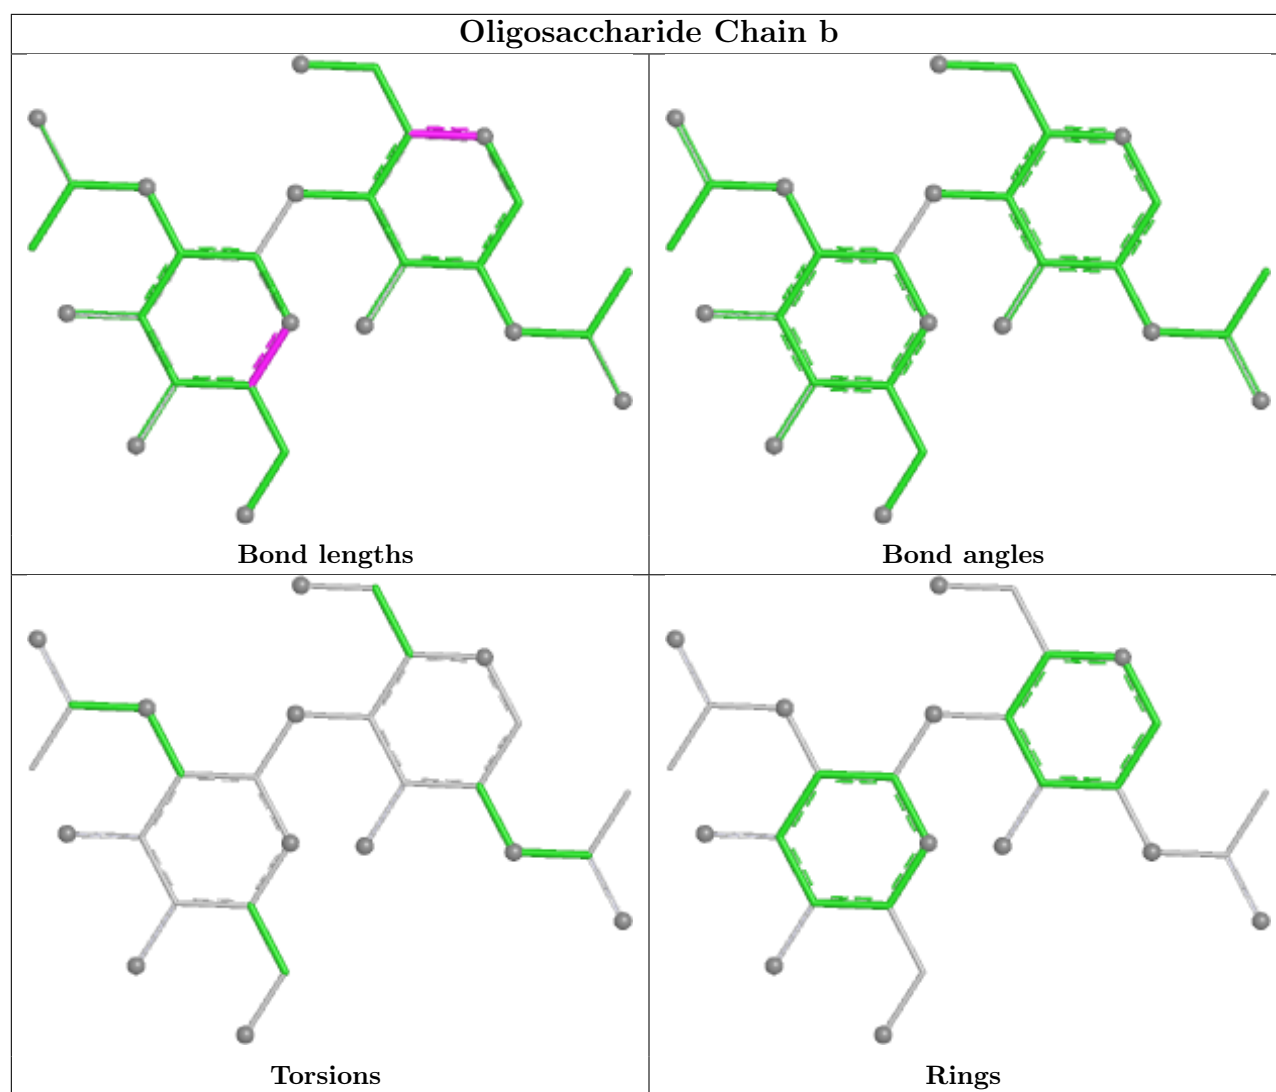 Oligosaccharide Chain b
Bond lengths
Bond angles
Torsions
Rings